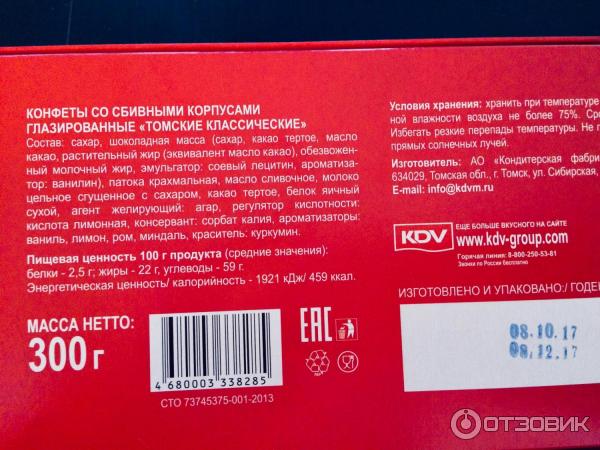 КОНФЕТЫ СО СБИВНЫМИ КОРПУСАМИ
ГЛАЗИРОВАННЫЕ «ТОМСКИЕ КЛАССИЧЕСКИЕ»
Состав: сахар, шоколадная масса (сахар, какао тертое, масло
какао, растительный жир (эквивалент масло какао), обезвожен-
ный молочный жир, эмульгатор: соевый лецитин, ароматиза-
тор: ванилин), патока крахмальная, масло сливочное, молоко
цельное сгущенное с сахаром, какао тертое, белок яичный
сухой, агент желирующий: агар, регулятор кислотности:
кислота лимонная, консервант: сорбат калия, ароматизаторы:
ваниль, лимон, ром, миндаль, краситель: куркумин.
Пищевая ценность 100 г продукта (средние значения):
белки - 2,5 г; жиры - 22 г, углеводы - 59 г.
Энергетическая ценность/ калорийность - 1921 кДж/ 459 ккал.
МАССА НЕТТО:
300 г
4 680003 338285
СТО 73745375-001-2013
EAC
Условия хранения: хранить при температуре
ной влажности воздуха не более 75%. Сро
Избегать резкие перепады температуры. Не п
прямых солнечных лучей.
Изготовитель: АО «Кондитерская фабри
634029, Томская обл., г. Томск, ул. Сибирская,
E-mail: info@kdvm.ru
KDV
ЕЩЕ БОЛЬШЕ ВКУСНОГО НА САЙТЕ
www.kdv-group.com
Горячая линия: 8-800-250-53-81
Звонки по России бесплатно
ИЗГОТОВЛЕНО И УПАКОВАНО:/ ГОДЕН
08.10.17
08.12.17
ОТЗОВИК